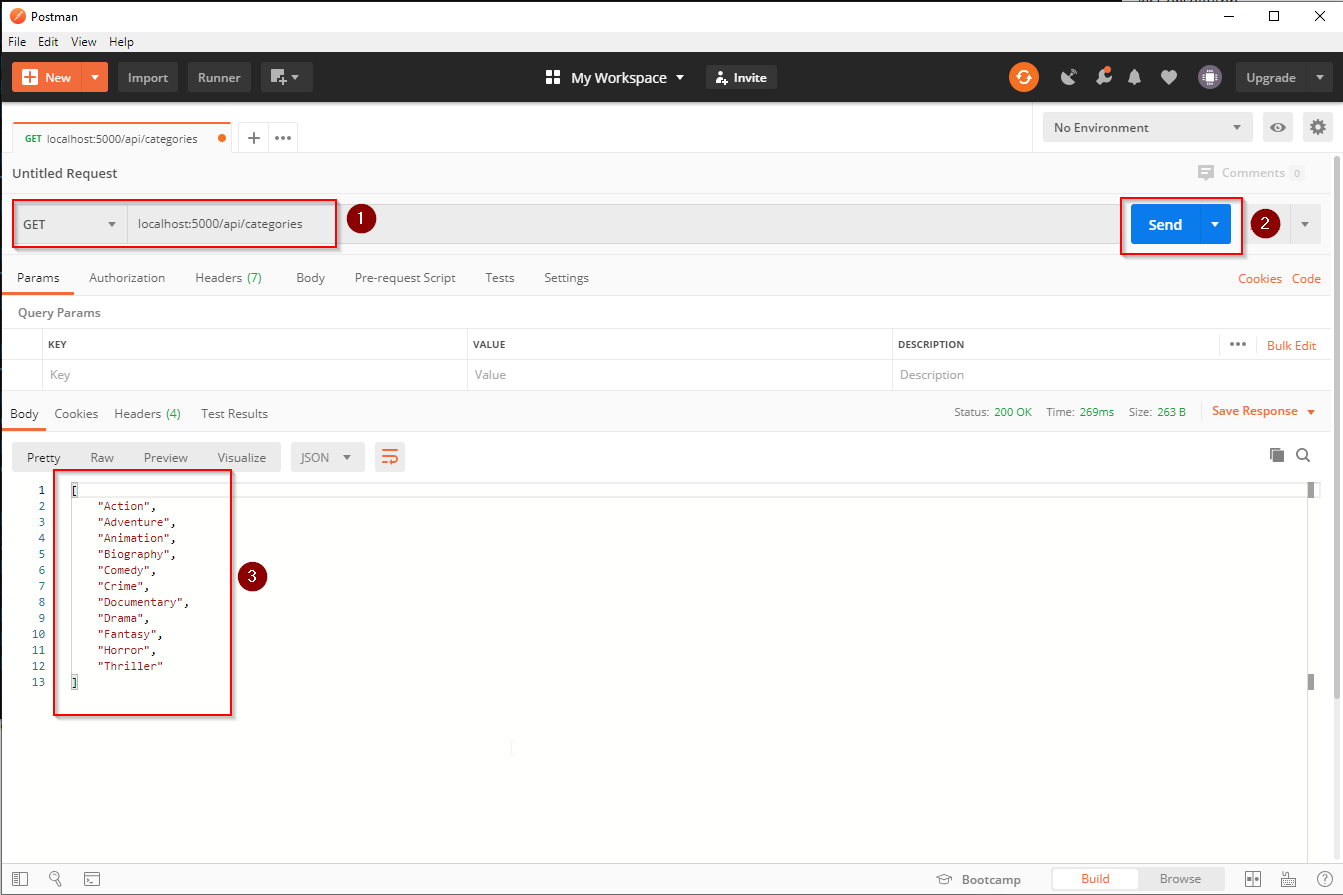 Postman
File Edit View Help
New Import Runner My Workspace Invite Upgrade
GET localhost:5000/api/categories No Environment
Untitled Request Comments 0
GET localhost:5000/api/categories 1 Send 2
Params Authorization Headers (7) Body Pre-request Script Tests Settings Cookies Code
Query Params
KEY VALUE DESCRIPTION Bulk Edit
Key Value Description
Body Cookies Headers (4) Test Results Status: 200 OK Time: 269ms Size: 263 B Save Response
Pretty Raw Preview Visualize JSON
1 [
2 "Action",
3 "Adventure",
4 "Animation",
5 "Biography",
6 "Comedy",
3
7 "Crime",
8 "Documentary",
9 "Drama",
10 "Fantasy",
11 "Horror",
12 "Thriller"
13 ]
Bootcamp Build Browse